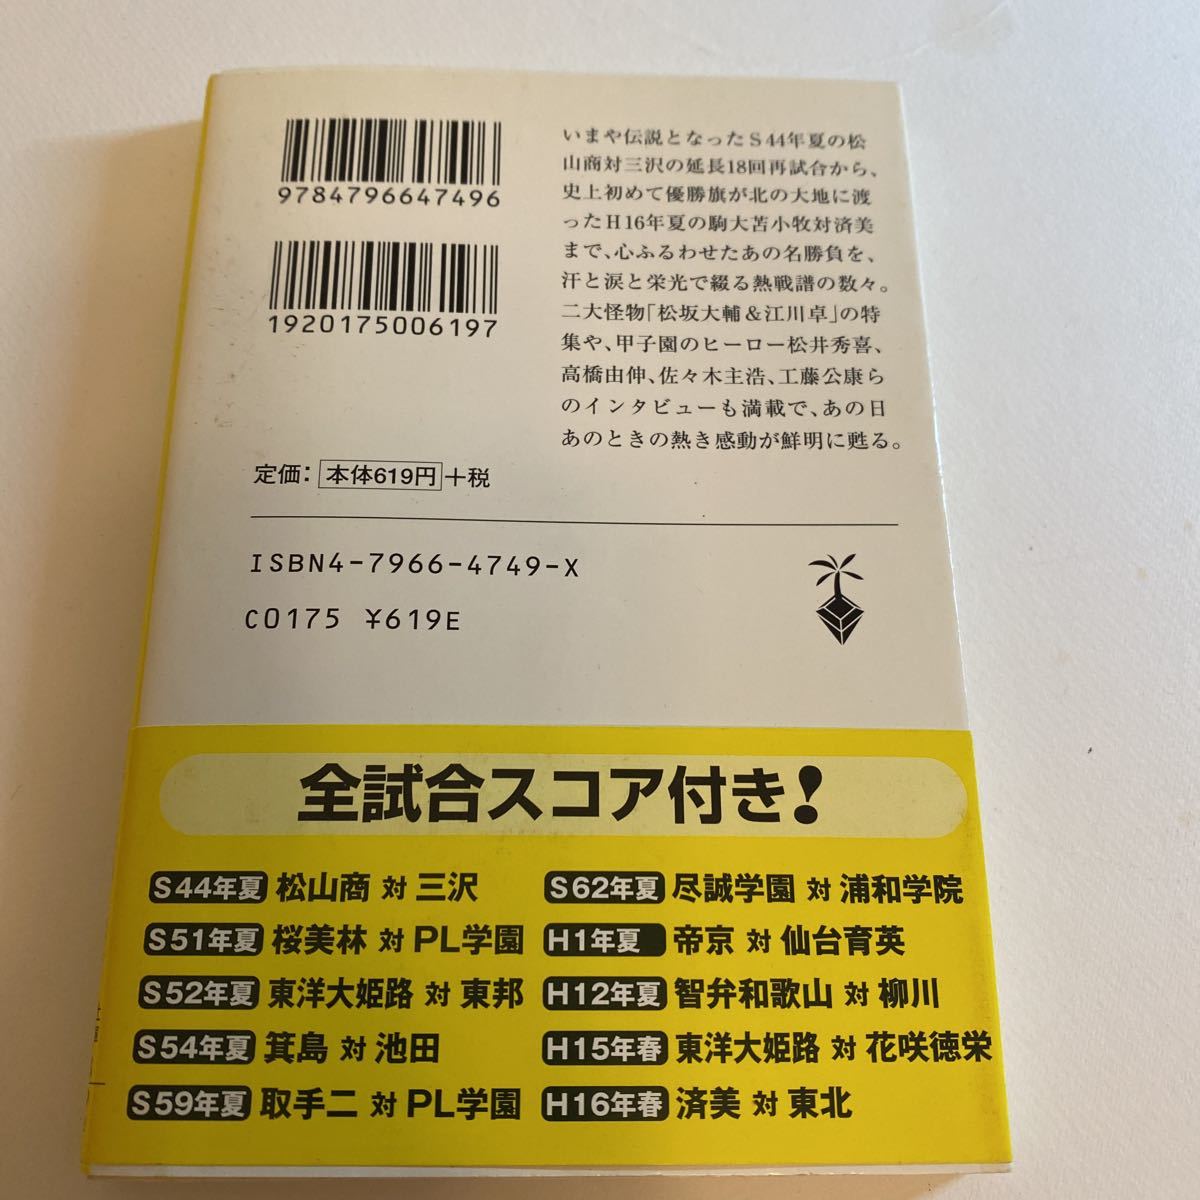 9784796647496
1920175006197
いまや伝説となったS44年夏の松
山商対三沢の延長18回再試合から、
史上初めて優勝旗が北の大地に渡
ったH16年夏の駒大苫小牧対済美
まで、心ふるわせたあの名勝負を、
汗と涙と栄光で綴る熱戦譜の数々。
二大怪物「松坂大輔&江川卓」の特
集や、甲子園のヒーロー松井秀喜、
高橋由伸、佐々木主浩、工藤公康ら
のインタビューも満載で、あの日
あのときの熱き感動が鮮明に甦る。
定価: 本体619円+税
ISBN4-7966-4749-X
C0175 ¥619E
全試合スコア付き!
S44年夏 松山商 対 三沢
S51年夏 桜美林 対 PL学園
S52年夏 東洋大姫路 対 東邦
S54年夏 箕島 対 池田
S59年夏 取手二 対 PL学園
S62年夏 尽誠学園 対 浦和学院
H1年夏 帝京 対 仙台育英
H12年夏 智弁和歌山 対 柳川
H15年春 東洋大姫路 対 花咲徳栄
H16年春 済美 対 東北